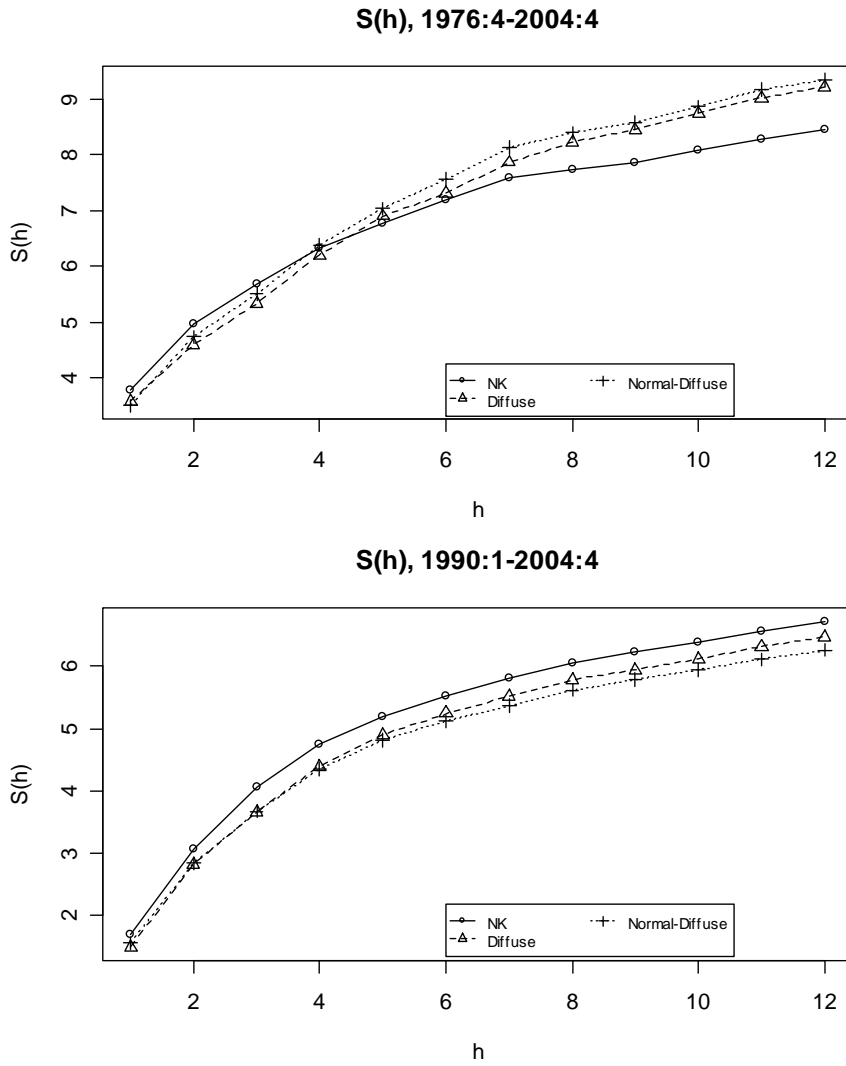 S(h), 1976:4-2004:4
S(h)
9
8
7
6
5
4
NK
Diffuse
Normal-Diffuse
2 4 6 8 10 12
h
S(h), 1990:1-2004:4
S(h)
6
5
4
3
2
NK
Diffuse
Normal-Diffuse
2 4 6 8 10 12
h